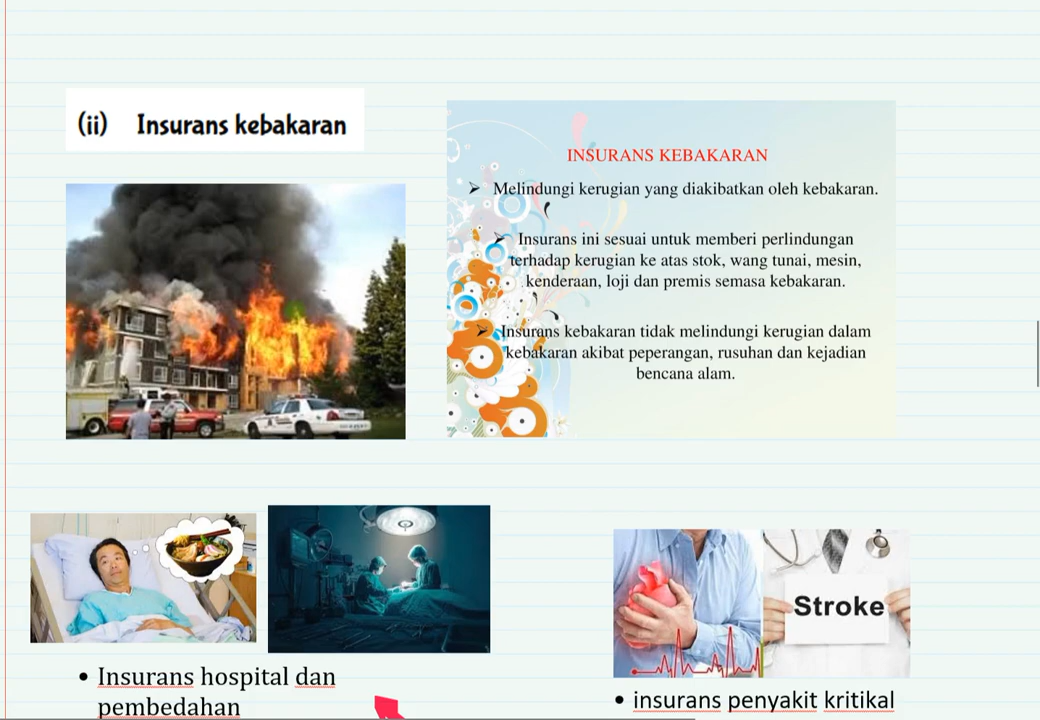 (ii) Insurans kebakaran
INSURANS KEBAKARAN
➢ Melindungi kerugian yang diakibatkan oleh kebakaran.
➢ Insurans ini sesuai untuk memberi perlindungan
terhadap kerugian ke atas stok, wang tunai, mesin,
kenderaan, loji dan premis semasa kebakaran.
➢ Insurans kebakaran tidak melindungi kerugian dalam
kebakaran akibat peperangan, rusuhan dan kejadian
bencana alam.
Stroke
• Insurans hospital dan
pembedahan
• insurans penyakit kritikal